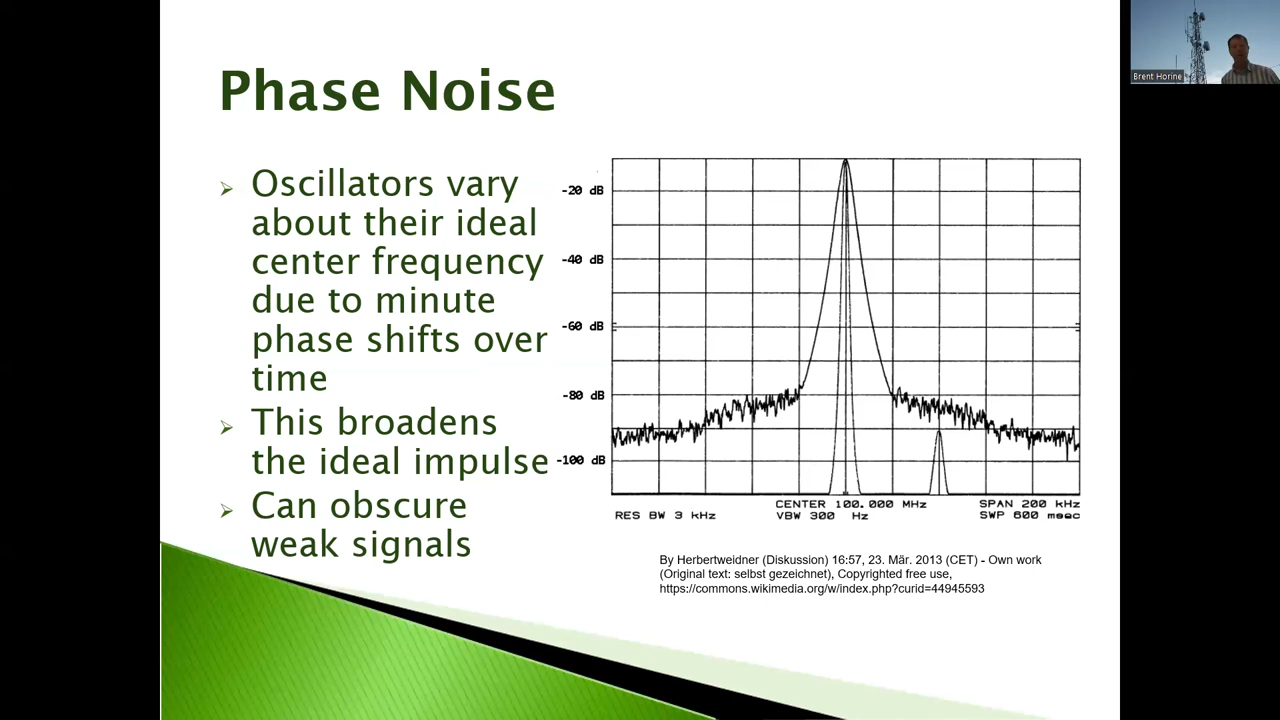 Phase Noise
➢ Oscillators vary
about their ideal
center frequency
due to minute
phase shifts over
time
➢ This broadens
the ideal impulse
➢ Can obscure
weak signals
-20 dB
-40 dB
-60 dB
-80 dB
-100 dB
CENTER 100.000 MHz SPAN 200 kHz
RES BW 3 kHz VBW 300 Hz SWP 600 msec
By Herbertweidner (Diskussion) 16:57, 23. Mär. 2013 (CET) - Own work
(Original text: selbst gezeichnet), Copyrighted free use,
https://commons.wikimedia.org/w/index.php?curid=44945593
Brent Horine